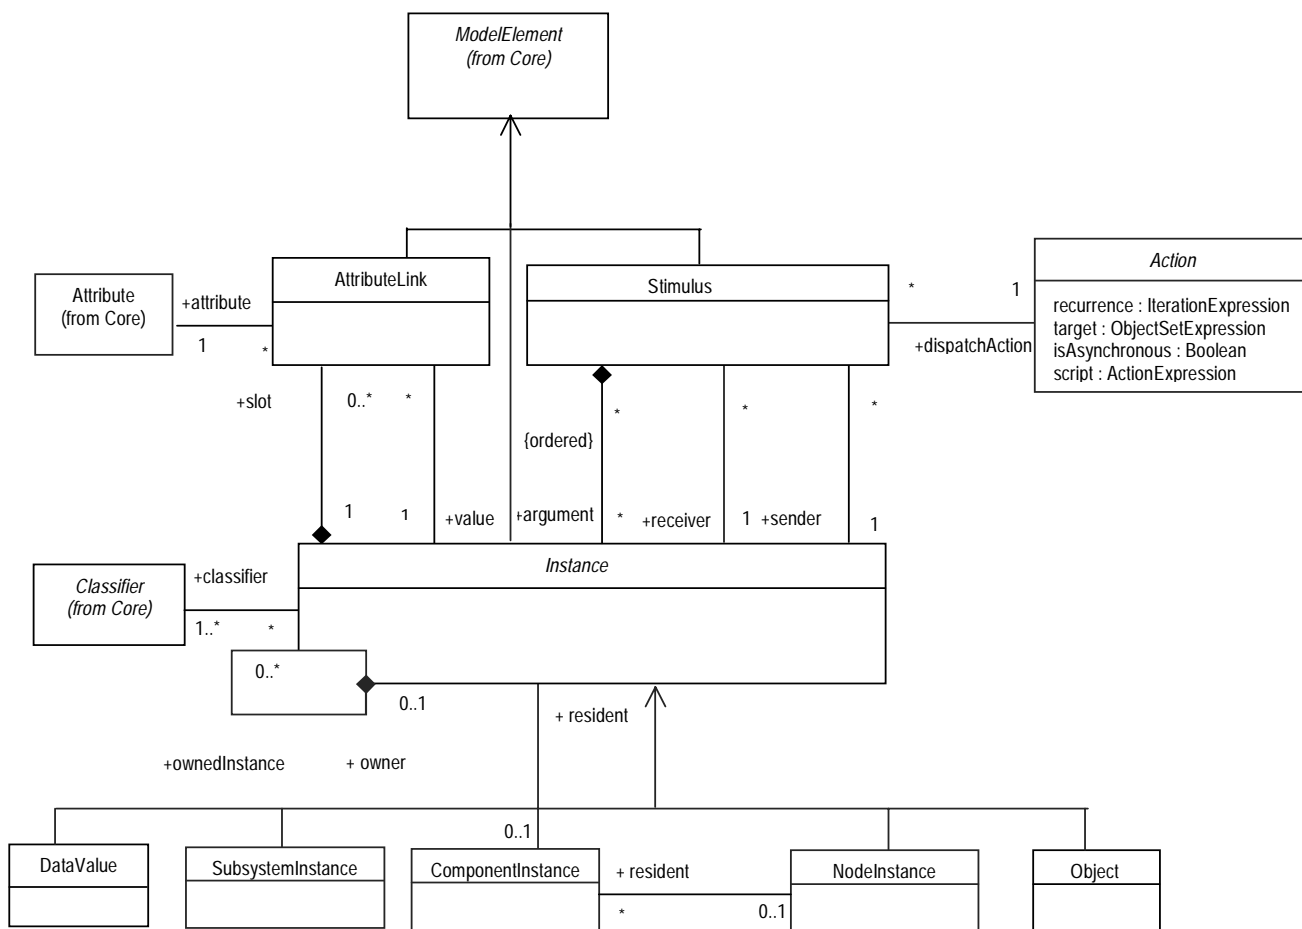 ModelElement
(from Core)
Attribute
(from Core)
+attribute
1
*
AttributeLink
Stimulus
*
1
+dispatchAction
Action
recurrence : IterationExpression
target : ObjectSetExpression
isAsynchronous : Boolean
script : ActionExpression
+slot
0..*
*
{ordered}
*
*
*
1
1
+value
+argument
*
+receiver
1
+sender
1
Classifier
(from Core)
+classifier
1..*
*
Instance
0..*
0..1
+ resident
+ownedInstance
+ owner
0..1
DataValue
SubsystemInstance
ComponentInstance
+ resident
*
0..1
NodeInstance
Object